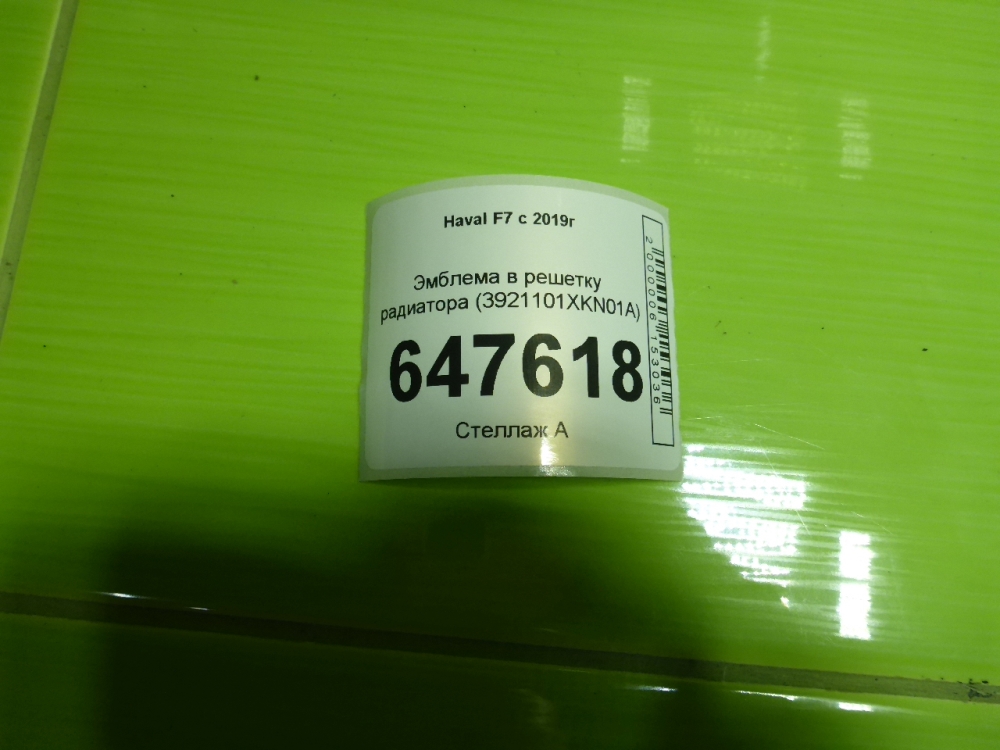 Haval F7 с 2019г
Эмблема в решетку
радиатора (3921101XKN01A)
647618
Стеллаж А
2000006153036